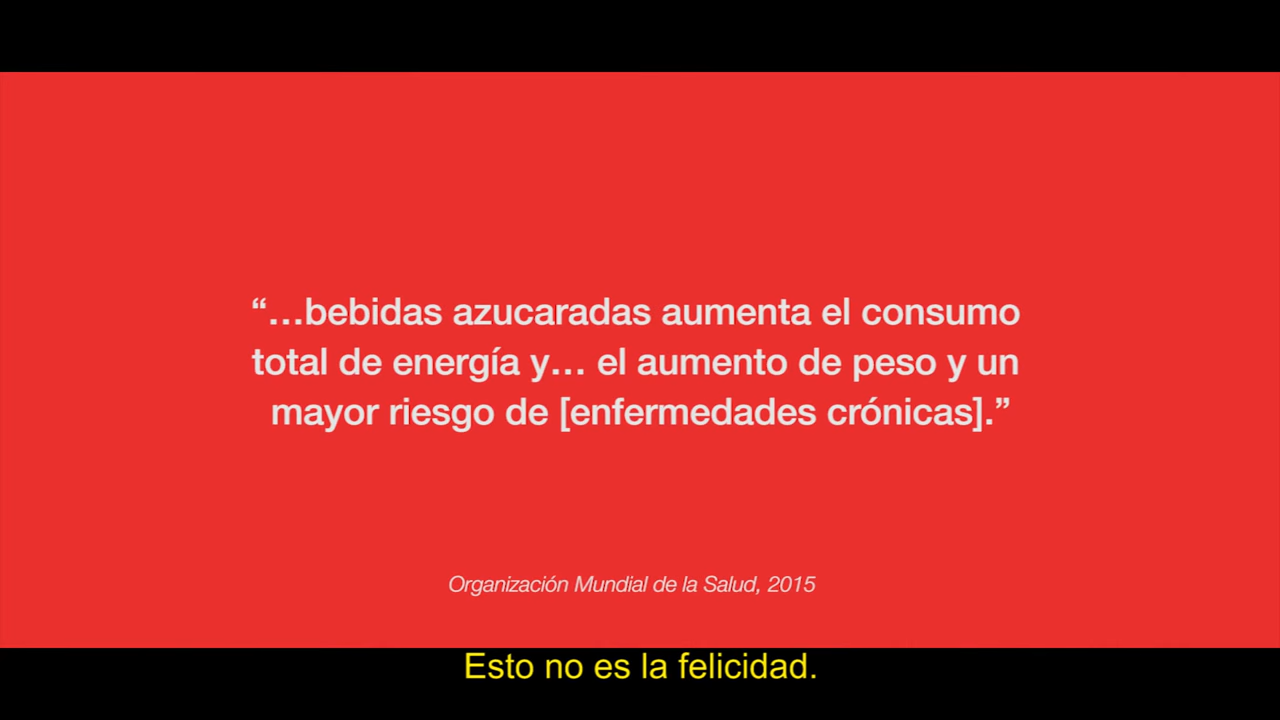 “…bebidas azucaradas aumenta el consumo
total de energía y… el aumento de peso y un
mayor riesgo de [enfermedades crónicas].”
Organización Mundial de la Salud, 2015
Esto no es la felicidad.